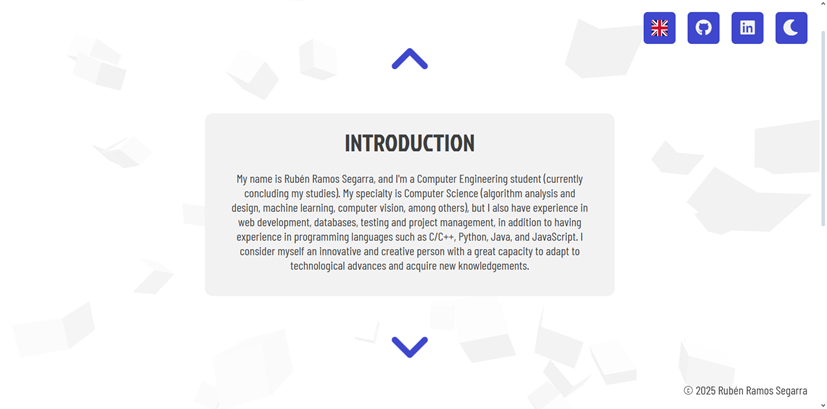 INTRODUCTION
My name is Rubén Ramos Segarra, and I'm a Computer Engineering student (currently
concluding my studies). My specialty is Computer Science (algorithm analysis and
design, machine learning, computer vision, among others), but I also have experience in
web development, databases, testing and project management, in addition to having
experience in programming languages such as C/C++, Python, Java, and JavaScript. I
consider myself an innovative and creative person with a great capacity to adapt to
technological advances and acquire new knowledgements.
© 2025 Rubén Ramos Segarra